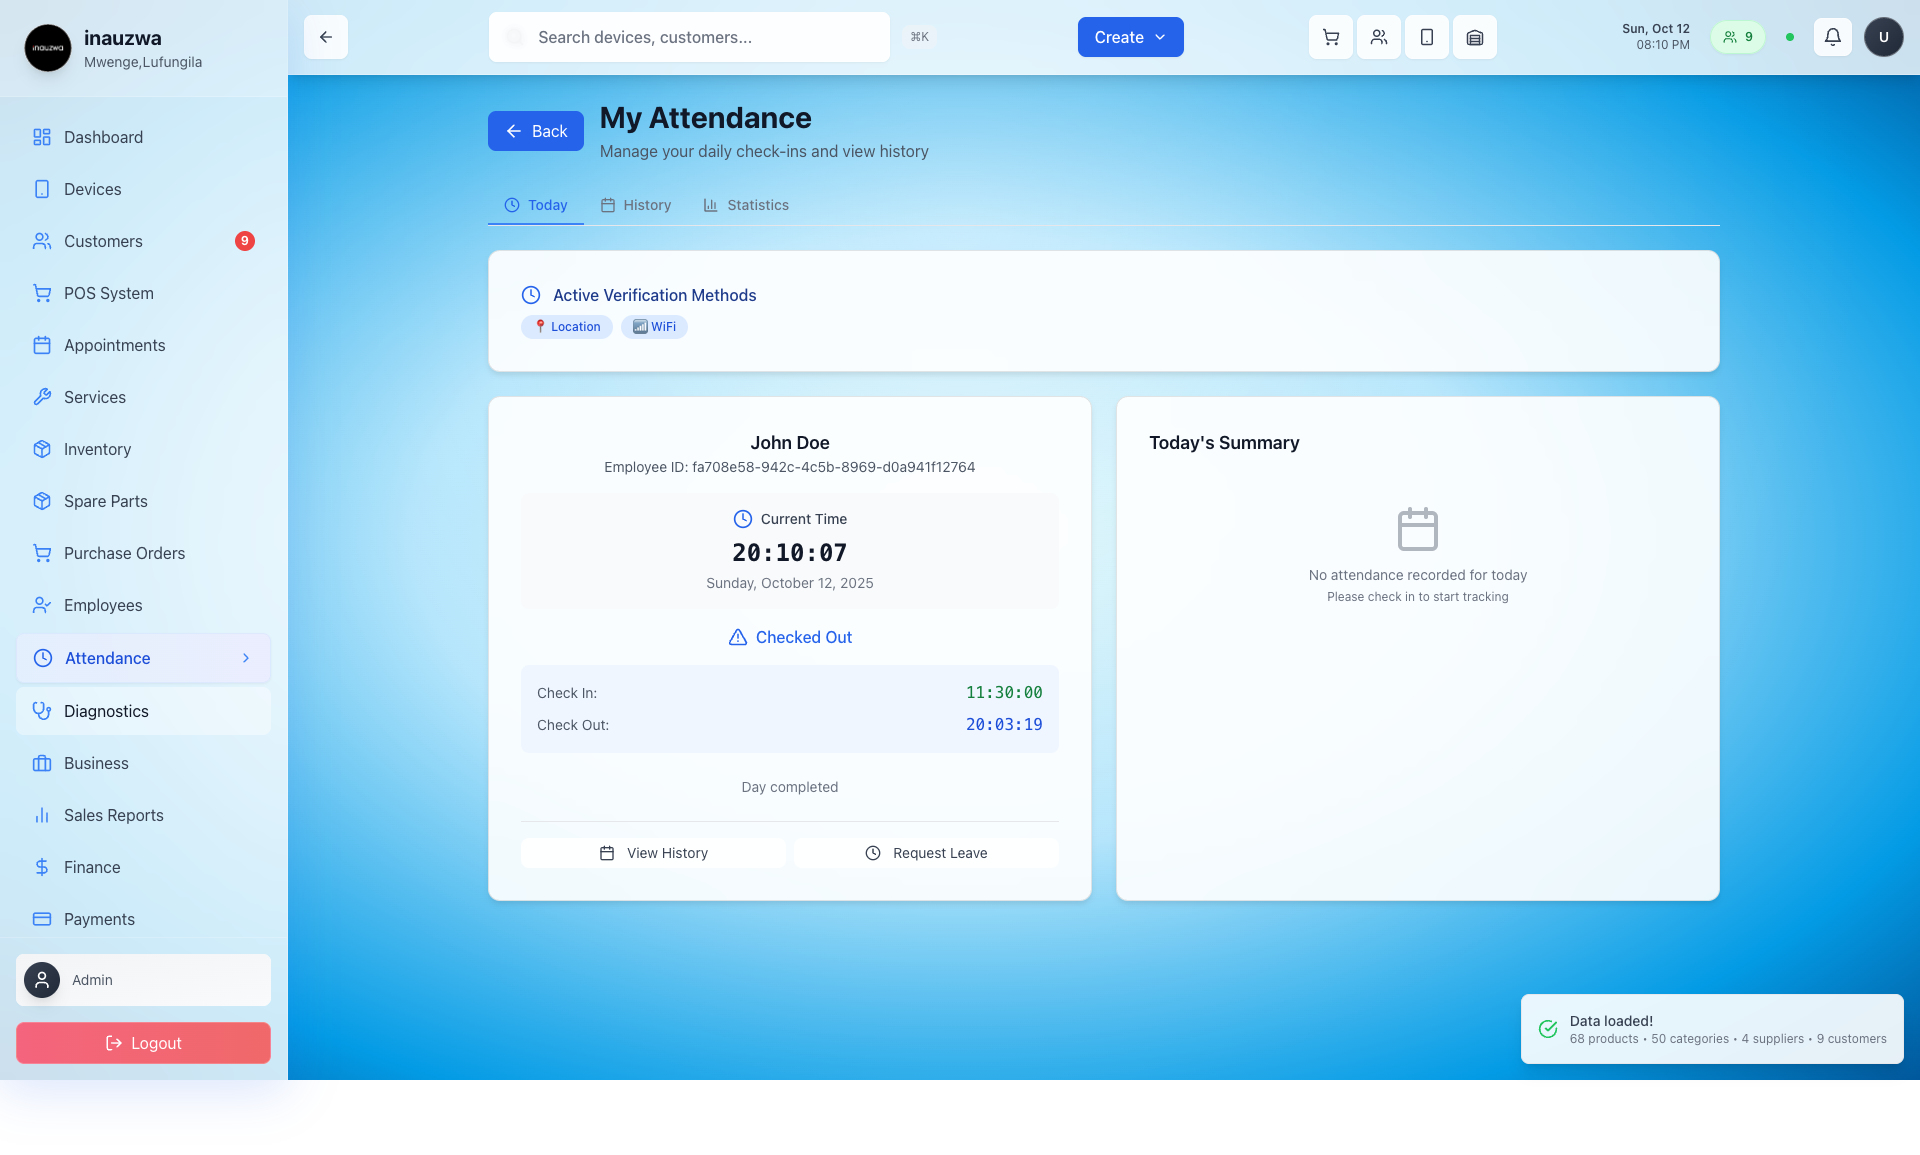 inauzwa
inauzwa
Mwenge,Lufungila
Search devices, customers...
⌘K
Create
Sun, Oct 12
08:10 PM
9
U
Dashboard
Devices
Customers
9
POS System
Appointments
Services
Inventory
Spare Parts
Purchase Orders
Employees
Attendance
Diagnostics
Business
Sales Reports
Finance
Payments
Admin
Logout
Back
My Attendance
Manage your daily check-ins and view history
Today
History
Statistics
Active Verification Methods
📍 Location
📶 WiFi
John Doe
Employee ID: fa708e58-942c-4c5b-8969-d0a941f12764
Current Time
20:10:07
Sunday, October 12, 2025
Checked Out
Check In: 11:30:00
Check Out: 20:03:19
Day completed
View History
Request Leave
Today's Summary
No attendance recorded for today
Please check in to start tracking
Data loaded!
68 products • 50 categories • 4 suppliers • 9 customers